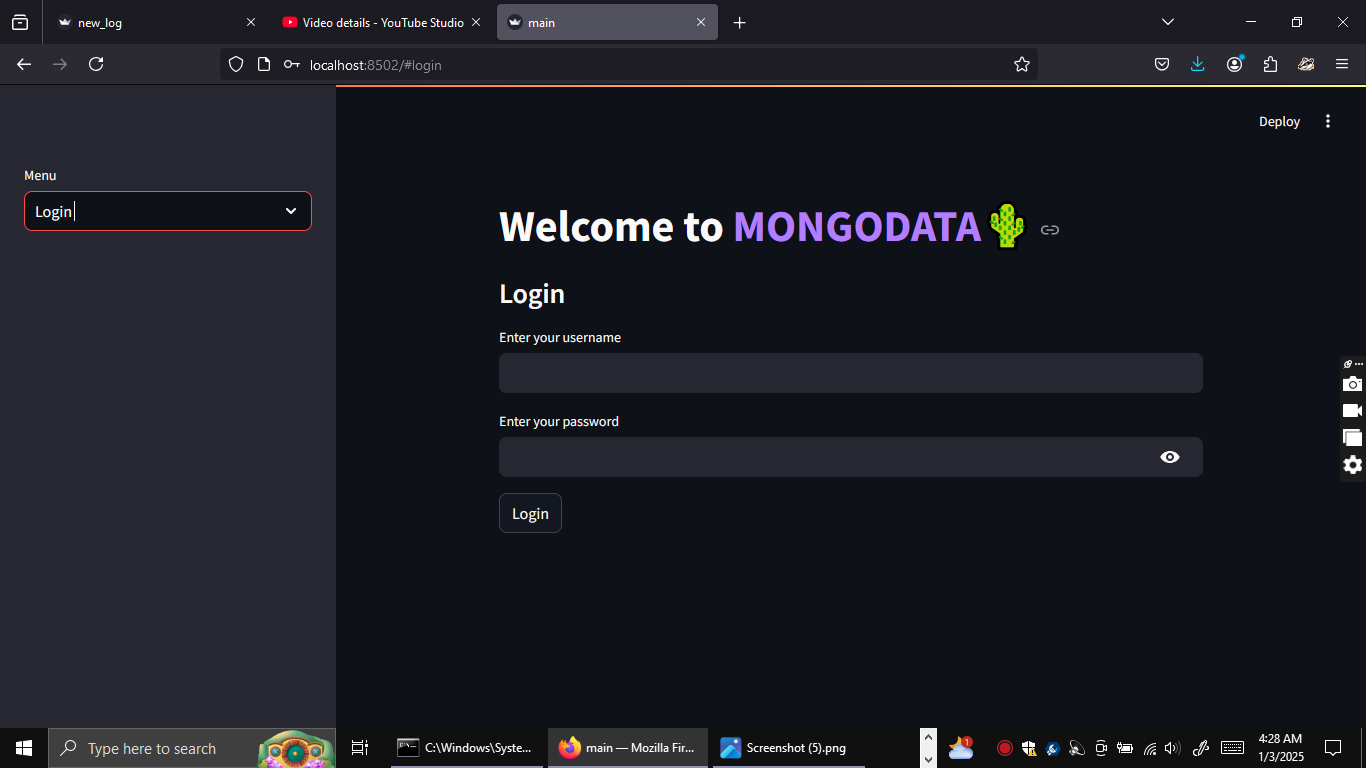 new_log
Video details - YouTube Studio
main
localhost:8502/#login
Deploy
Menu
Login
Welcome to MONGODATA🌵
Login
Enter your username
Enter your password
Login
Type here to search
C:\Windows\Syste...
main — Mozilla Fir...
Screenshot (5).png
1
4:28 AM
1/3/2025